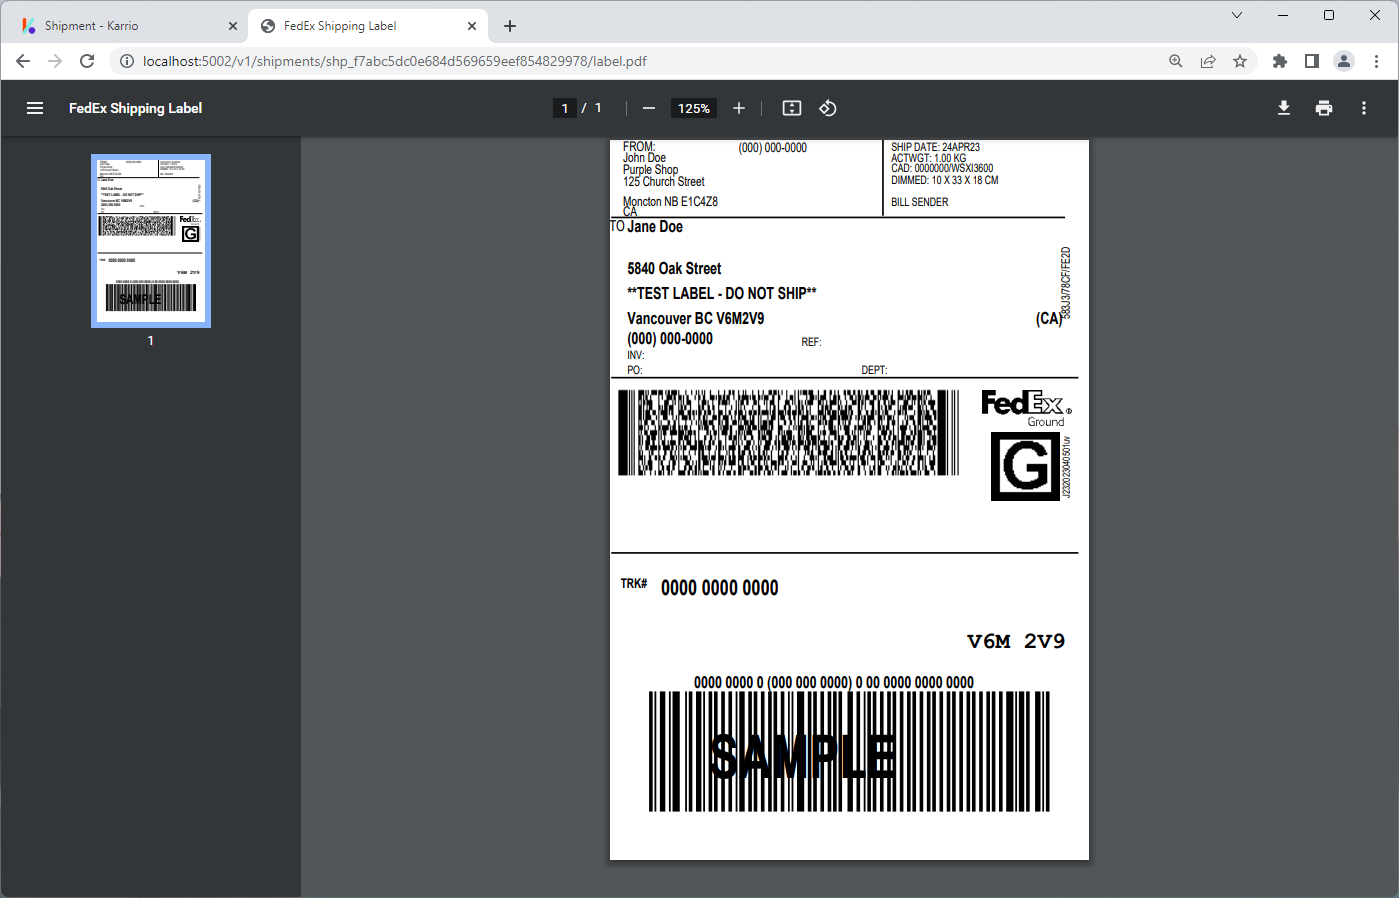 Shipment - Karrio
FedEx Shipping Label
localhost:5002/v1/shipments/shp_f7abc5dc0e684d569659eef854829978/label.pdf
FedEx Shipping Label
1 / 1
125%
1
FROM:
(000) 000-0000
John Doe
Purple Shop
125 Church Street
Moncton NB E1C4Z8
CA
SHIP DATE: 24APR23
ACTWGT: 1.00 KG
CAD: 0000000/WSXI3600
DIMMED: 10 X 33 X 18 CM
BILL SENDER
TO Jane Doe
5840 Oak Street
**TEST LABEL - DO NOT SHIP**
Vancouver BC V6M2V9
(CA)
583J3/78CF/FE2D
(000) 000-0000
REF:
INV:
PO:
DEPT:
FedEx®
Ground
G
J232023040501uv
TRK# 0000 0000 0000
V6M 2V9
0000 0000 0 (000 000 0000) 0 00 0000 0000 0000
SAMPLE